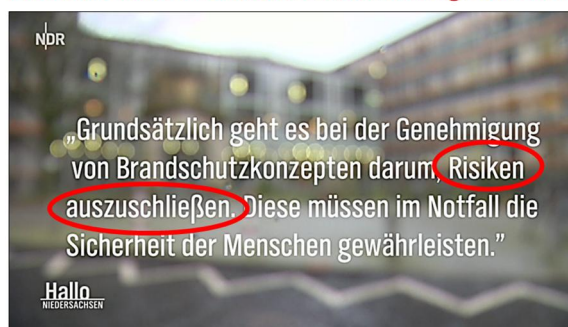 NDR
„Grundsätzlich geht es bei der Genehmigung
von Brandschutzkonzepten darum, Risiken
auszuschließen. Diese müssen im Notfall die
Sicherheit der Menschen gewährleisten.”
Hallo
NIEDERSACHSEN